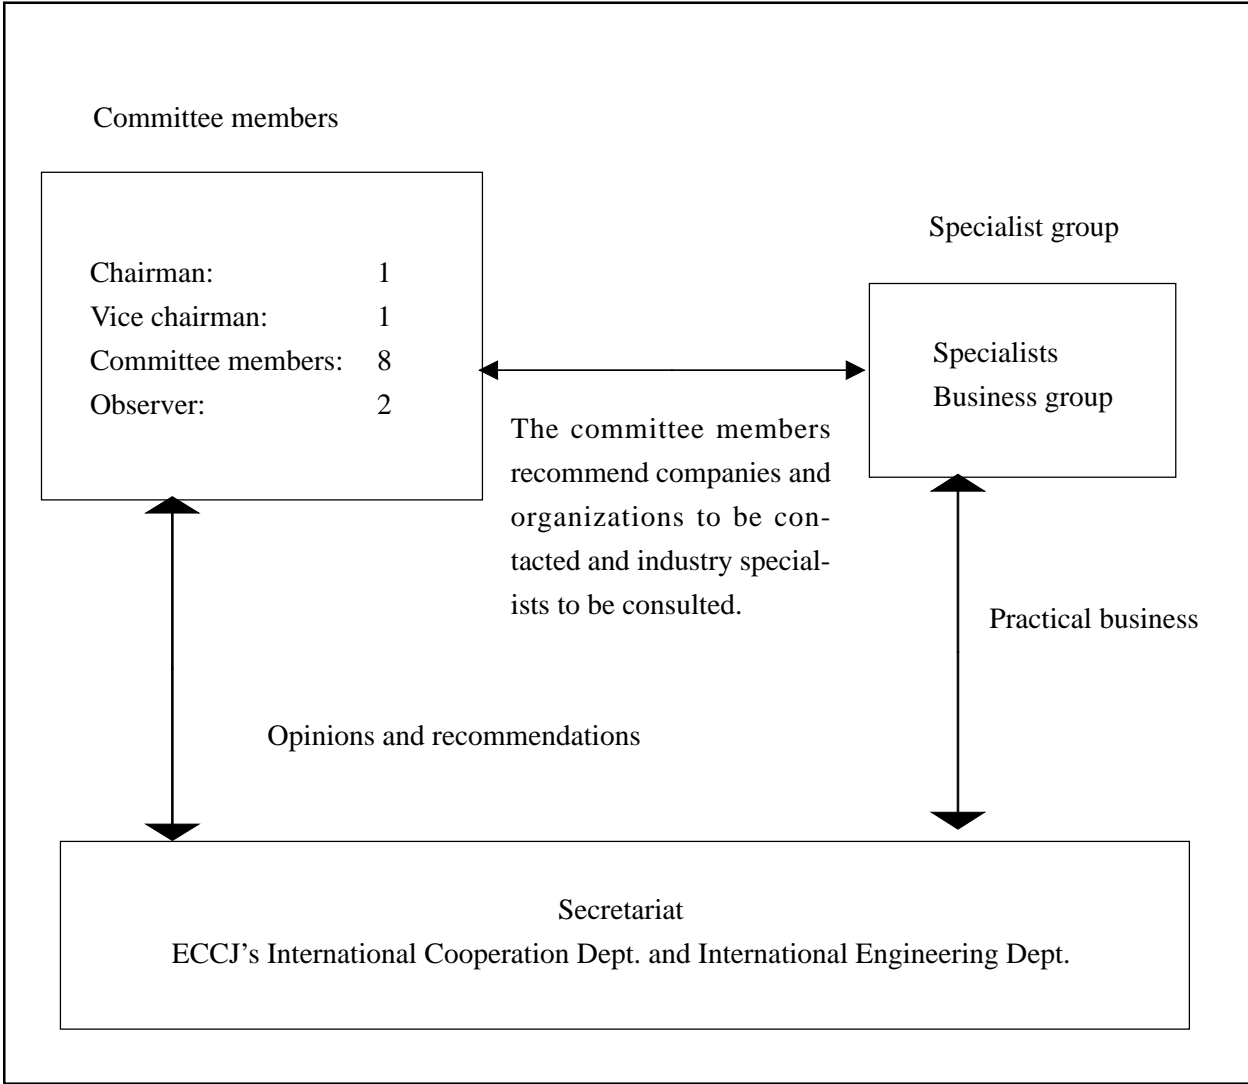 Committee members
Chairman: 1
Vice chairman: 1
Committee members: 8
Observer: 2
Specialist group
Specialists
Business group
The committee members
recommend companies and
organizations to be con-
tacted and industry special-
ists to be consulted.
Practical business
Opinions and recommendations
Secretariat
ECCJ’s International Cooperation Dept. and International Engineering Dept.